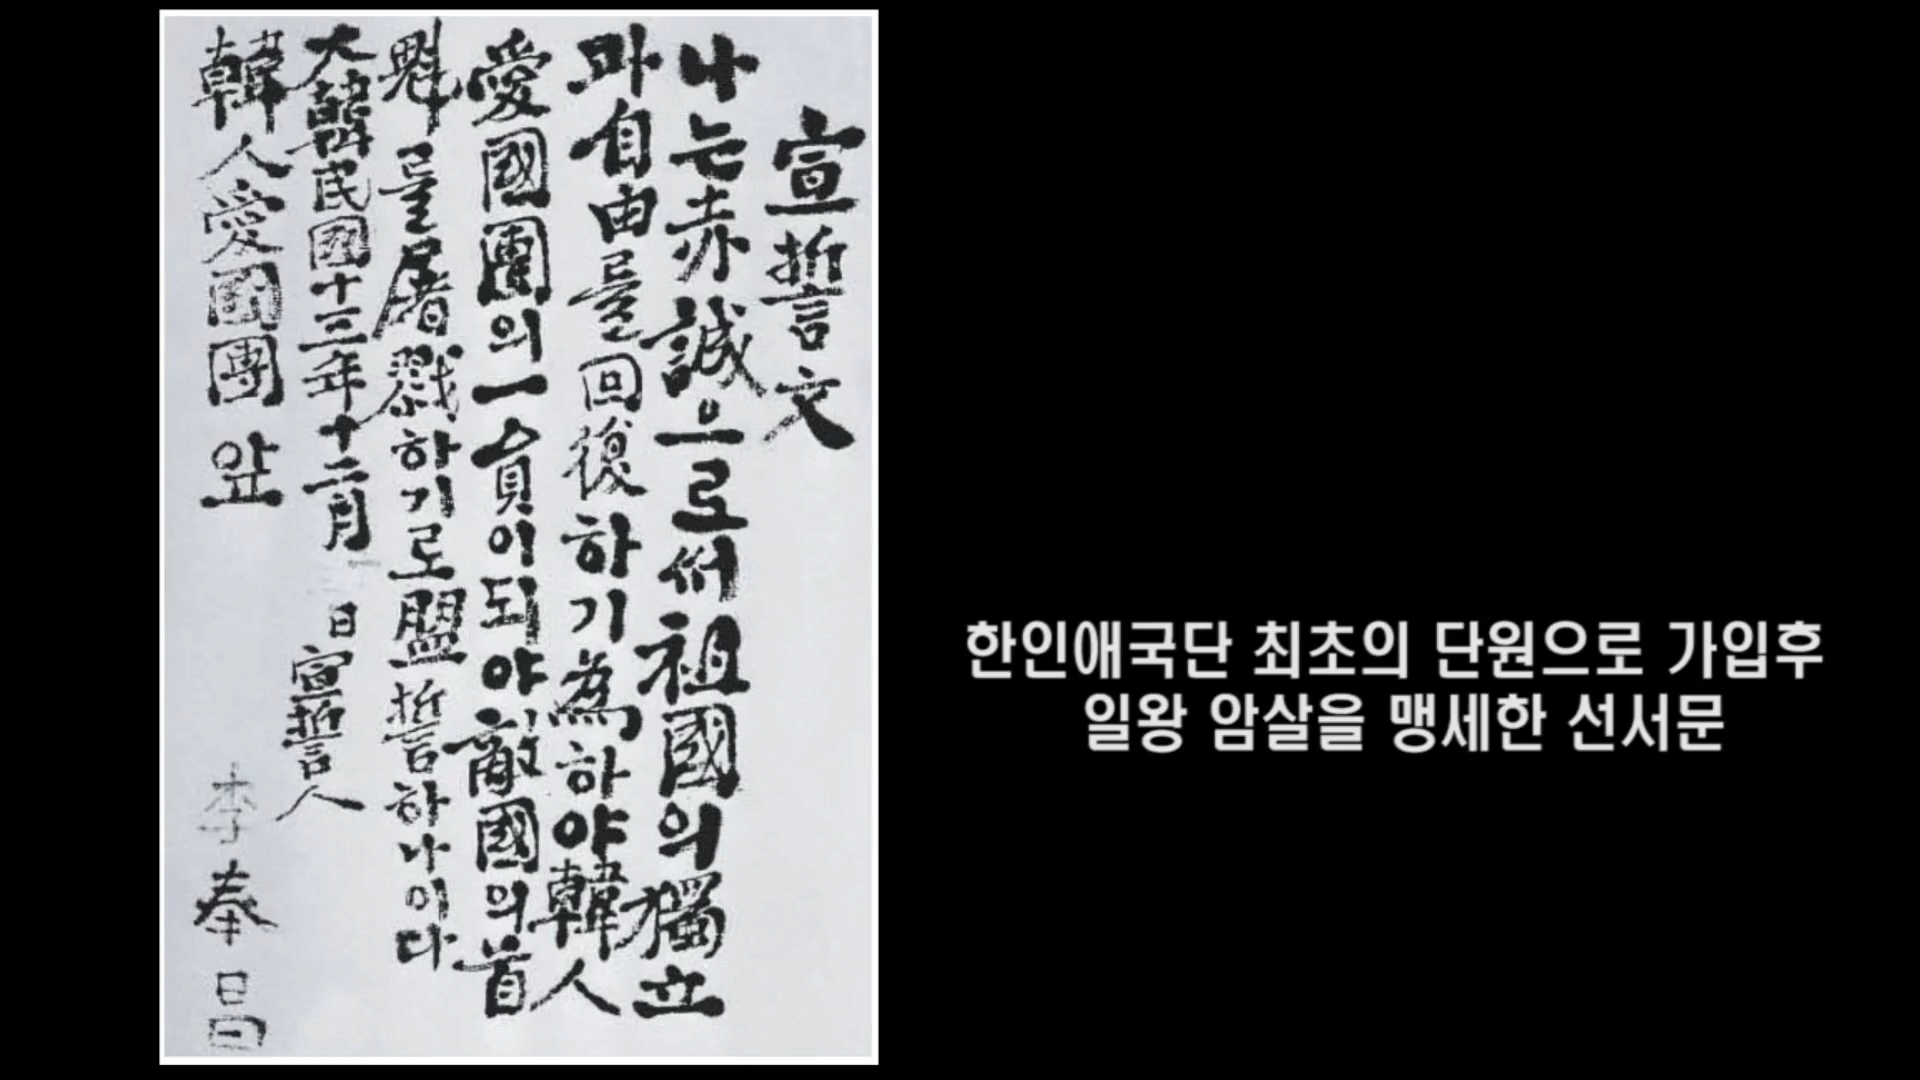 宣誓文
나는赤誠으로써祖國의獨立
과自由를回復하기爲하야韓人
愛國團의一員이되야敵國의首
魁를屠戮하기로盟誓하나이다
大韓民國十三年十二月 日 宣誓人
韓人愛國團앞 李奉昌
한인애국단 최초의 단원으로 가입후
일왕 암살을 맹세한 선서문